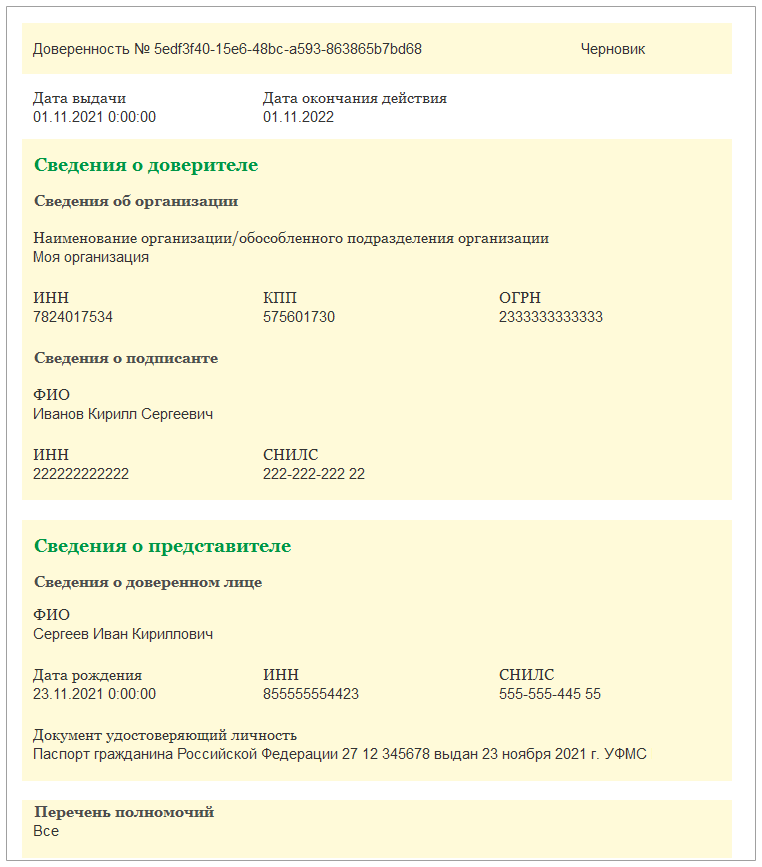 Доверенность № 5edf3f40-15e6-48bc-a593-863865b7bd68 Черновик
Дата выдачи Дата окончания действия
01.11.2021 0:00:00 01.11.2022
Сведения о доверителе
Сведения об организации
Наименование организации/обособленного подразделения организации
Моя организация
ИНН КПП ОГРН
7824017534 575601730 2333333333333
Сведения о подписанте
ФИО
Иванов Кирилл Сергеевич
ИНН СНИЛС
222222222222 222-222-222 22
Сведения о представителе
Сведения о доверенном лице
ФИО
Сергеев Иван Кириллович
Дата рождения ИНН СНИЛС
23.11.2021 0:00:00 855555554423 555-555-445 55
Документ удостоверяющий личность
Паспорт гражданина Российской Федерации 27 12 345678 выдан 23 ноября 2021 г. УФМС
Перечень полномочий
Все